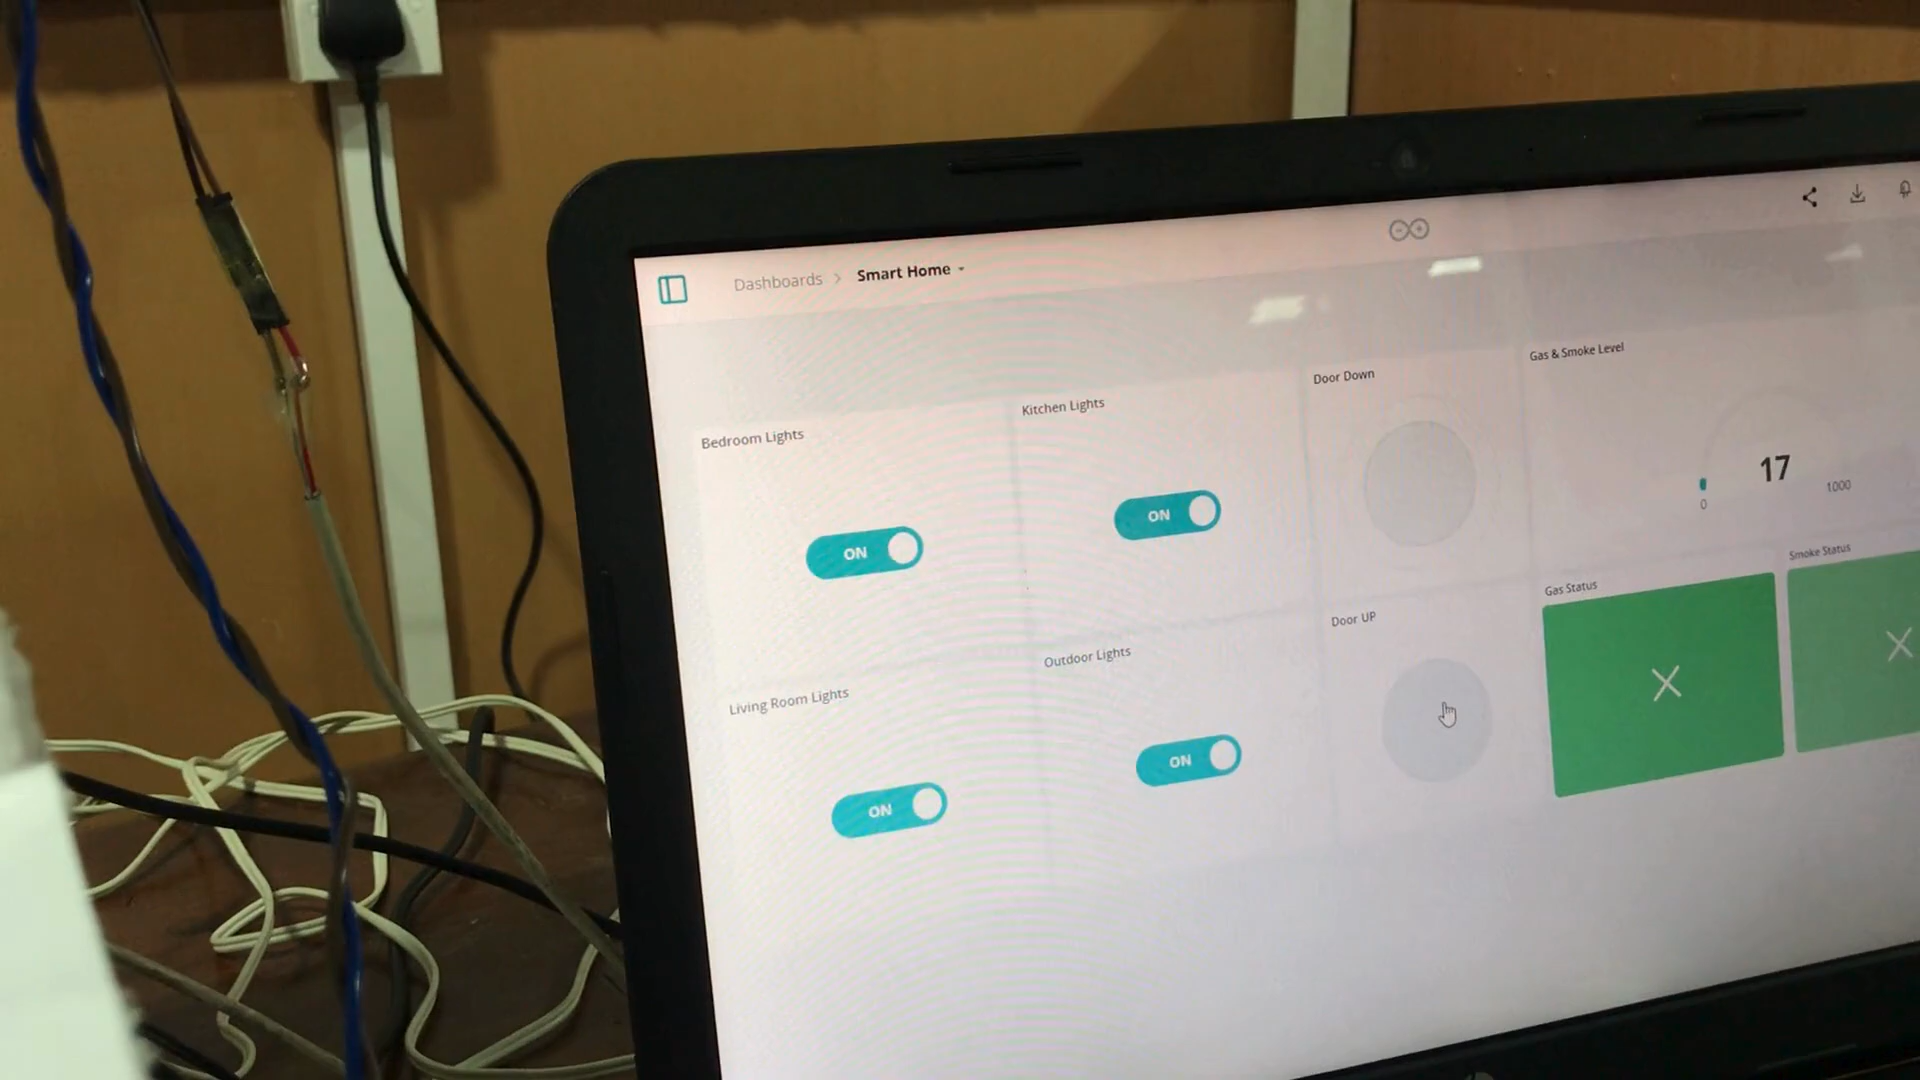 Dashboards > Smart Home
Bedroom Lights
ON
Kitchen Lights
ON
Door Down
Gas & Smoke Level
17
0
1000
Living Room Lights
ON
Outdoor Lights
ON
Door UP
Gas Status
Smoke Status